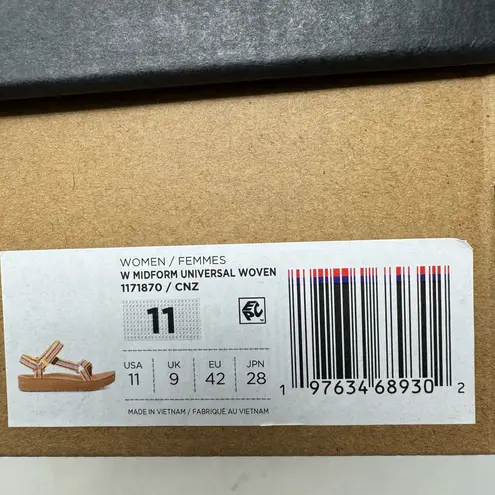 WOMEN / FEMMES
W MIDFORM UNIVERSAL WOVEN
1171870 / CNZ
11
USA UK EU JPN
11 9 42 28
MADE IN VIETNAM / FABRIQUÉ AU VIETNAM
1 97634 68930 2